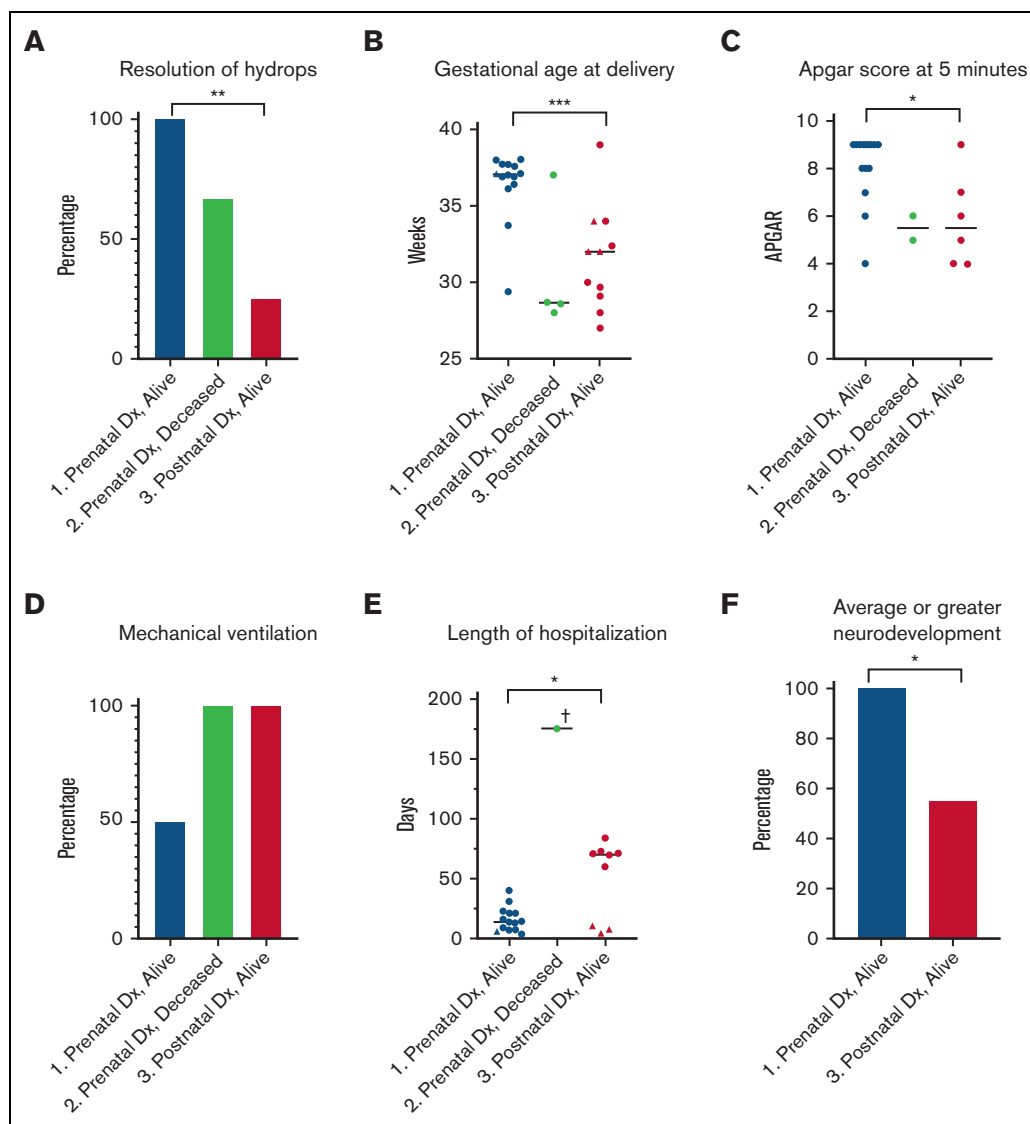 A
Resolution of hydrops
**
Percentage
100
50
0
1. Prenatal Dx, Alive
2. Prenatal Dx, Deceased
3. Postnatal Dx, Alive
B
Gestational age at delivery
***
Weeks
40
35
30
25
1. Prenatal Dx, Alive
2. Prenatal Dx, Deceased
3. Postnatal Dx, Alive
C
Apgar score at 5 minutes
*
APGAR
10
8
6
4
2
0
1. Prenatal Dx, Alive
2. Prenatal Dx, Deceased
3. Postnatal Dx, Alive
D
Mechanical ventilation
Percentage
100
50
0
1. Prenatal Dx, Alive
2. Prenatal Dx, Deceased
3. Postnatal Dx, Alive
E
Length of hospitalization
*
†
Days
200
150
100
50
0
1. Prenatal Dx, Alive
2. Prenatal Dx, Deceased
3. Postnatal Dx, Alive
F
Average or greater
neurodevelopment
*
Percentage
100
80
60
40
20
0
1. Prenatal Dx, Alive
3. Postnatal Dx, Alive